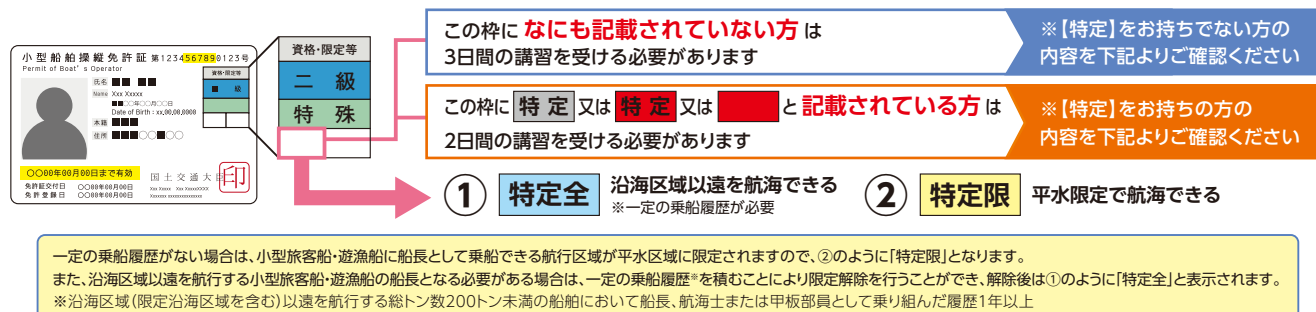 小型船舶操縦免許証 第1234567890123号
Permit of Boat's Operator
氏名
Name Xxx Xxxxx
○○年○○月○○日
Date of Birth : xx,00,00,0000
本籍
住所
〇〇00年00月00日まで有効
免許証交付日 〇〇00年00月00日
免許登録日 〇〇00年00月00日
国土交通大臣
印
資格・限定等
級
資格・限定等
二級
特殊
この枠に なにも記載されていない方 は
3日間の講習を受ける必要があります
※【特定】をお持ちでない方の
内容を下記よりご確認ください
この枠に 特定 又は 特定 又は と 記載されている方 は
2日間の講習を受ける必要があります
※【特定】をお持ちの方の
内容を下記よりご確認ください
① 特定全 沿海区域以遠を航海できる
※一定の乗船履歴が必要
② 特定限 平水限定で航海できる
一定の乗船履歴がない場合は、小型旅客船・遊漁船に船長として乗船できる航行区域が平水区域に限定されますので、②のように「特定限」となります。
また、沿海区域以遠を航行する小型旅客船・遊漁船の船長となる必要がある場合は、一定の乗船履歴※を積むことにより限定解除を行うことができ、解除後は①のように「特定全」と表示されます。
※沿海区域(限定沿海区域を含む)以遠を航行する総トン数200トン未満の船舶において船長、航海士または甲板部員として乗り組んだ履歴1年以上